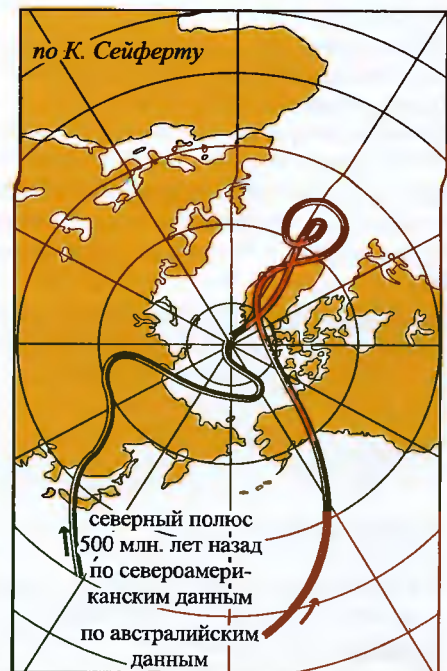 по К. Сейферту
северный полюс
500 млн. лет назад
по североамери-
канским данным
по австралийским
данным